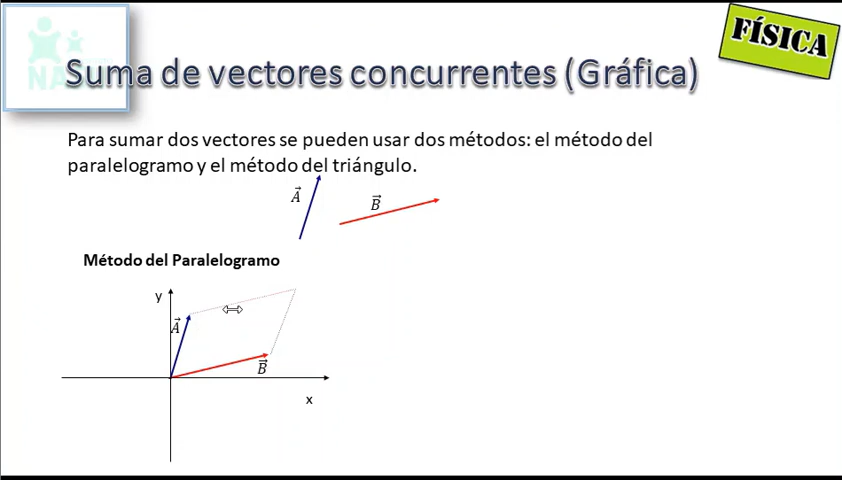 FÍSICA
Suma de vectores concurrentes (Gráfica)
Para sumar dos vectores se pueden usar dos métodos: el método del
paralelogramo y el método del triángulo.
A⃗
B⃗
Método del Paralelogramo
y
A⃗
B⃗
x